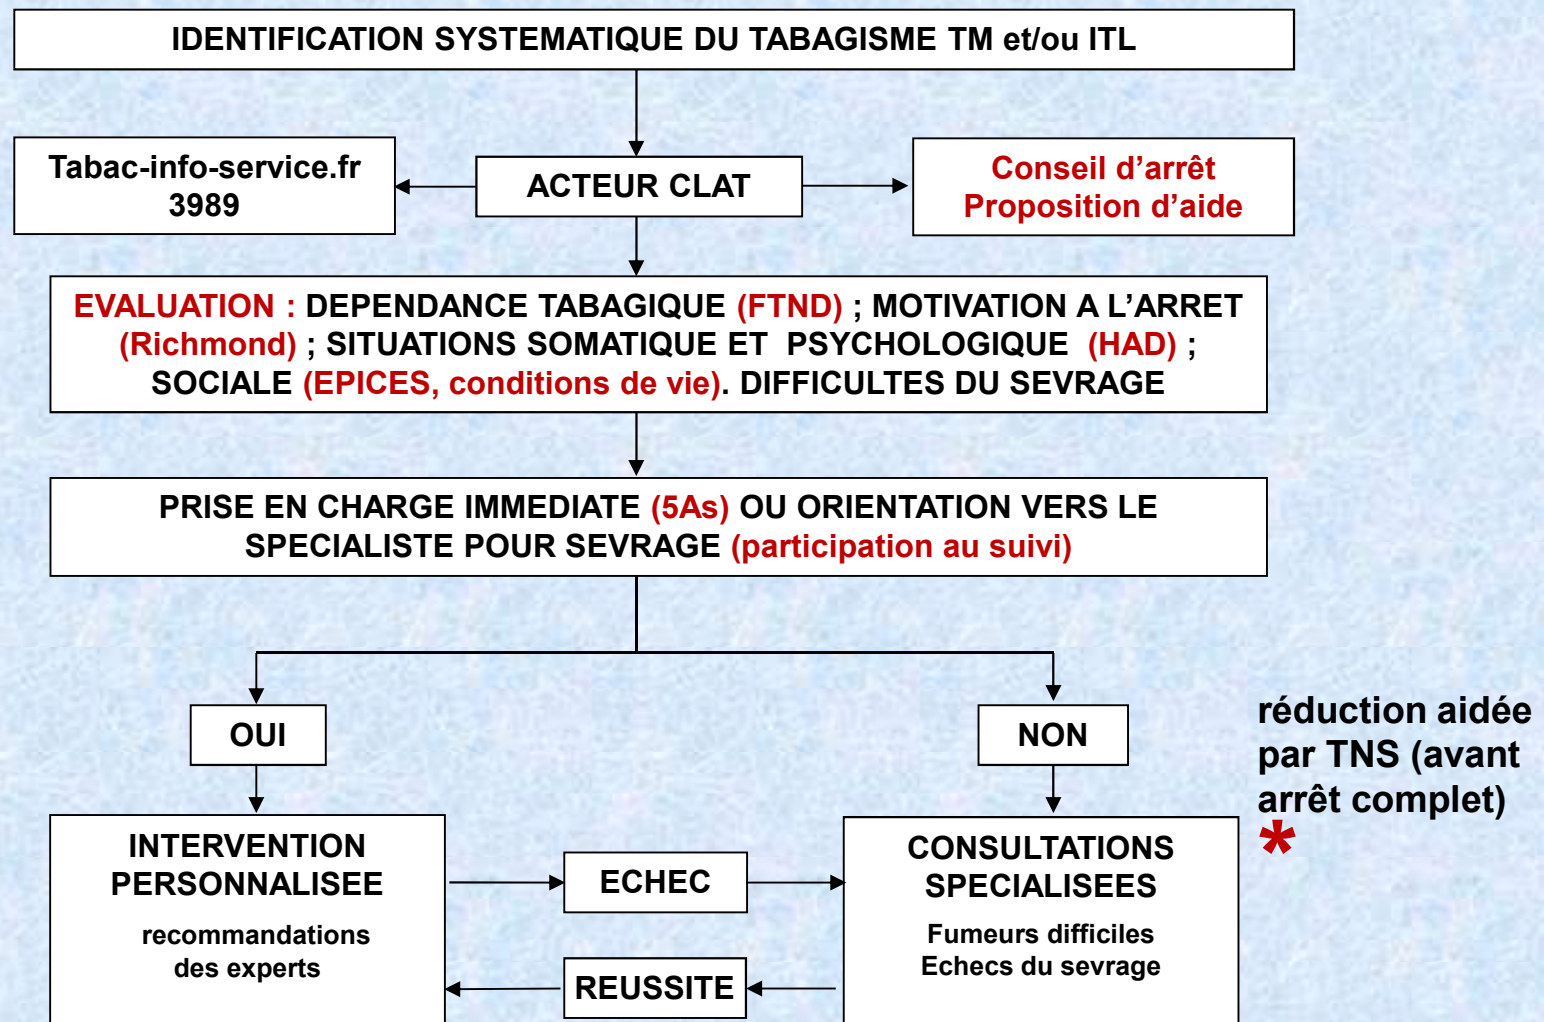 IDENTIFICATION SYSTEMATIQUE DU TABAGISME TM et/ou ITL
Tabac-info-service.fr
3989
ACTEUR CLAT
Conseil d’arrêt
Proposition d’aide
EVALUATION : DEPENDANCE TABAGIQUE (FTND) ; MOTIVATION A L’ARRET
(Richmond) ; SITUATIONS SOMATIQUE ET PSYCHOLOGIQUE (HAD) ;
SOCIALE (EPICES, conditions de vie). DIFFICULTES DU SEVRAGE
PRISE EN CHARGE IMMEDIATE (5As) OU ORIENTATION VERS LE
SPECIALISTE POUR SEVRAGE (participation au suivi)
OUI
NON
réduction aidée
par TNS (avant
arrêt complet)
*
INTERVENTION
PERSONNALISEE
recommandations
des experts
ECHEC
REUSSITE
CONSULTATIONS
SPECIALISEES
Fumeurs difficiles
Echecs du sevrage